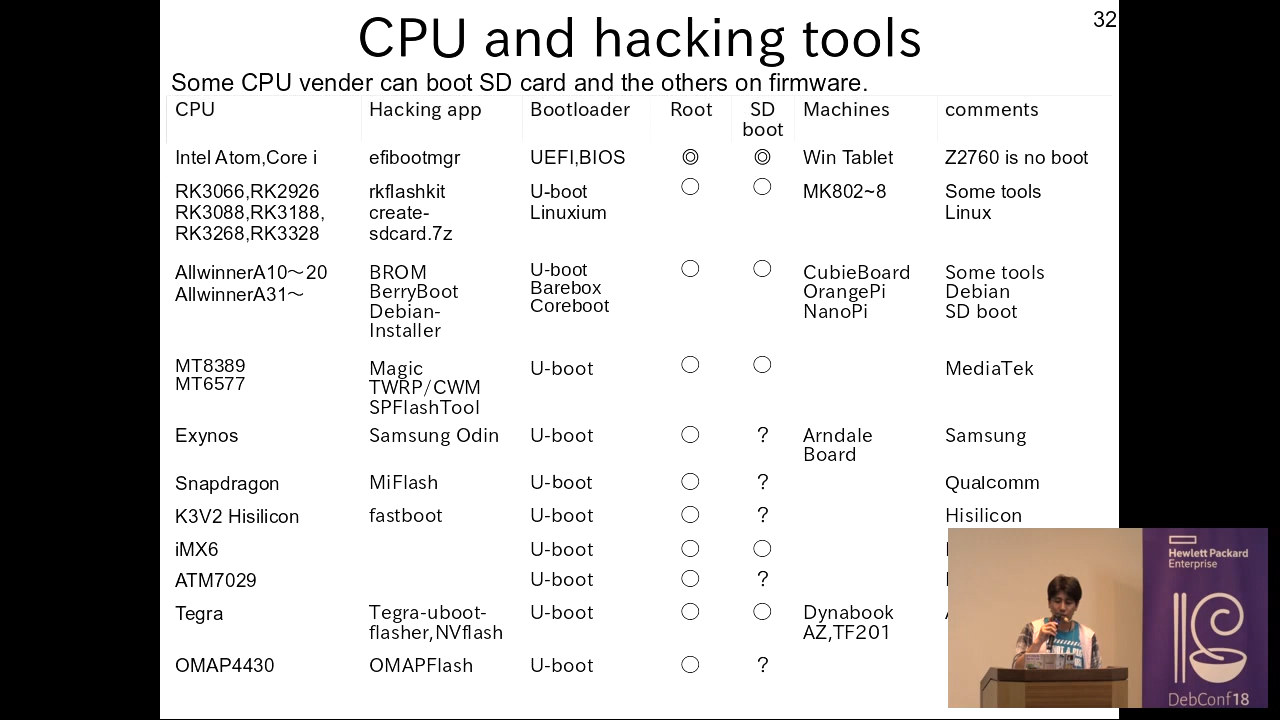 32
CPU and hacking tools
Some CPU vender can boot SD card and the others on firmware.
CPU Hacking app Bootloader Root SD boot Machines comments
Intel Atom,Core i efibootmgr UEFI,BIOS ◎ ◎ Win Tablet Z2760 is no boot
RK3066,RK2926 rkflashkit U-boot ○ ○ MK802~8 Some tools
RK3088,RK3188, create- Linuxium Linux
RK3268,RK3328 sdcard.7z
AllwinnerA10～20 BROM U-boot ○ ○ CubieBoard Some tools
AllwinnerA31～ BerryBoot Barebox OrangePi Debian
Debian- Coreboot NanoPi SD boot
Installer
MT8389 Magic U-boot ○ ○ MediaTek
MT6577 TWRP/CWM
SPFlashTool
Exynos Samsung Odin U-boot ○ ? Arndale Samsung
Board
Snapdragon MiFlash U-boot ○ ? Qualcomm
K3V2 Hisilicon fastboot U-boot ○ ? Hisilicon
iMX6 U-boot ○ ○
ATM7029 U-boot ○ ?
Tegra Tegra-uboot- U-boot ○ ○ Dynabook
flasher,NVflash AZ,TF201
OMAP4430 OMAPFlash U-boot ○ ?
Hewlett Packard
Enterprise
DebConf18